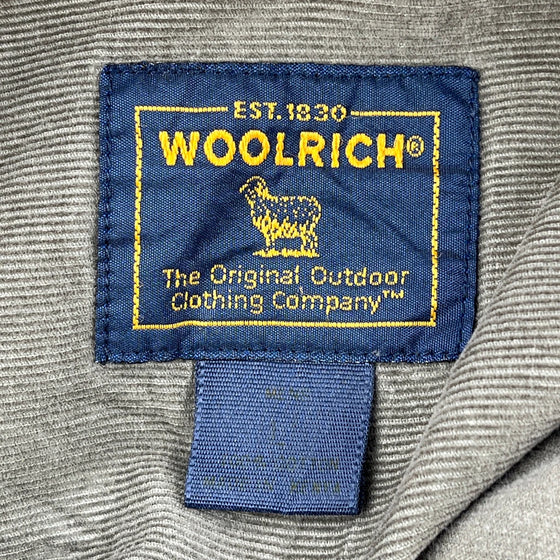 EST. 1830
WOOLRICH®
The Original Outdoor
Clothing Company™